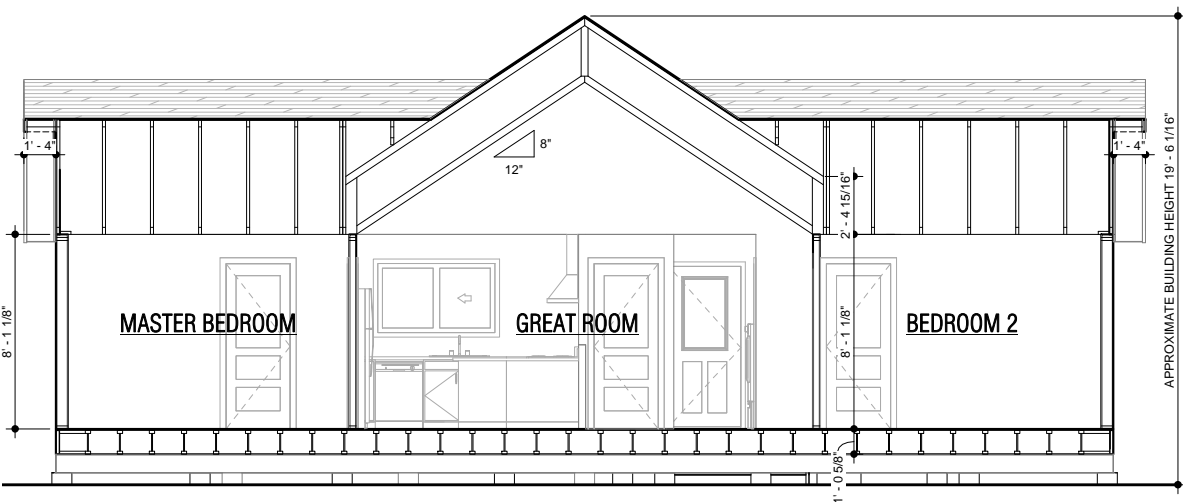 1' - 4"
8"
12"
1' - 4"
2' - 4 15/16"
APPROXIMATE BUILDING HEIGHT 19' - 6 1/16"
8' - 1 1/8"
MASTER BEDROOM
GREAT ROOM
8' - 1 1/8"
BEDROOM 2
1' - 0 5/8"